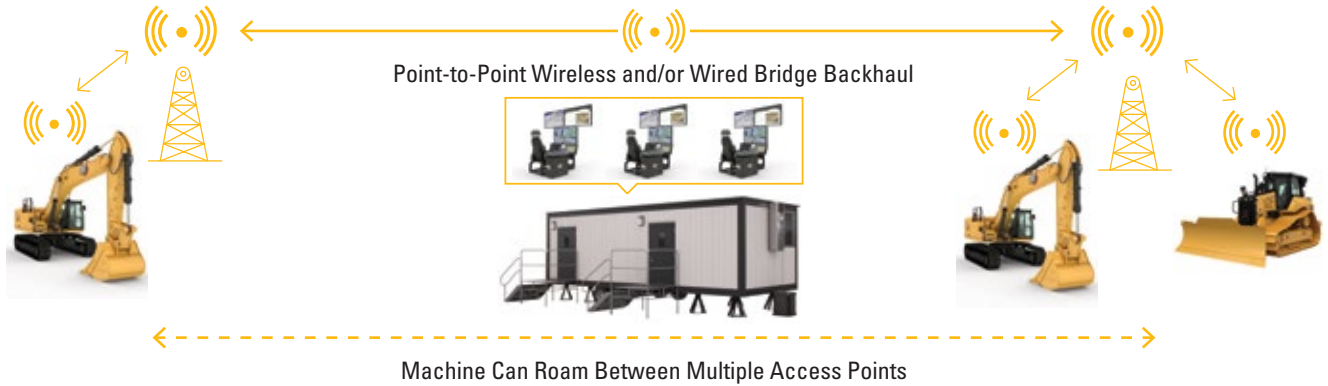 Point-to-Point Wireless and/or Wired Bridge Backhaul
Machine Can Roam Between Multiple Access Points